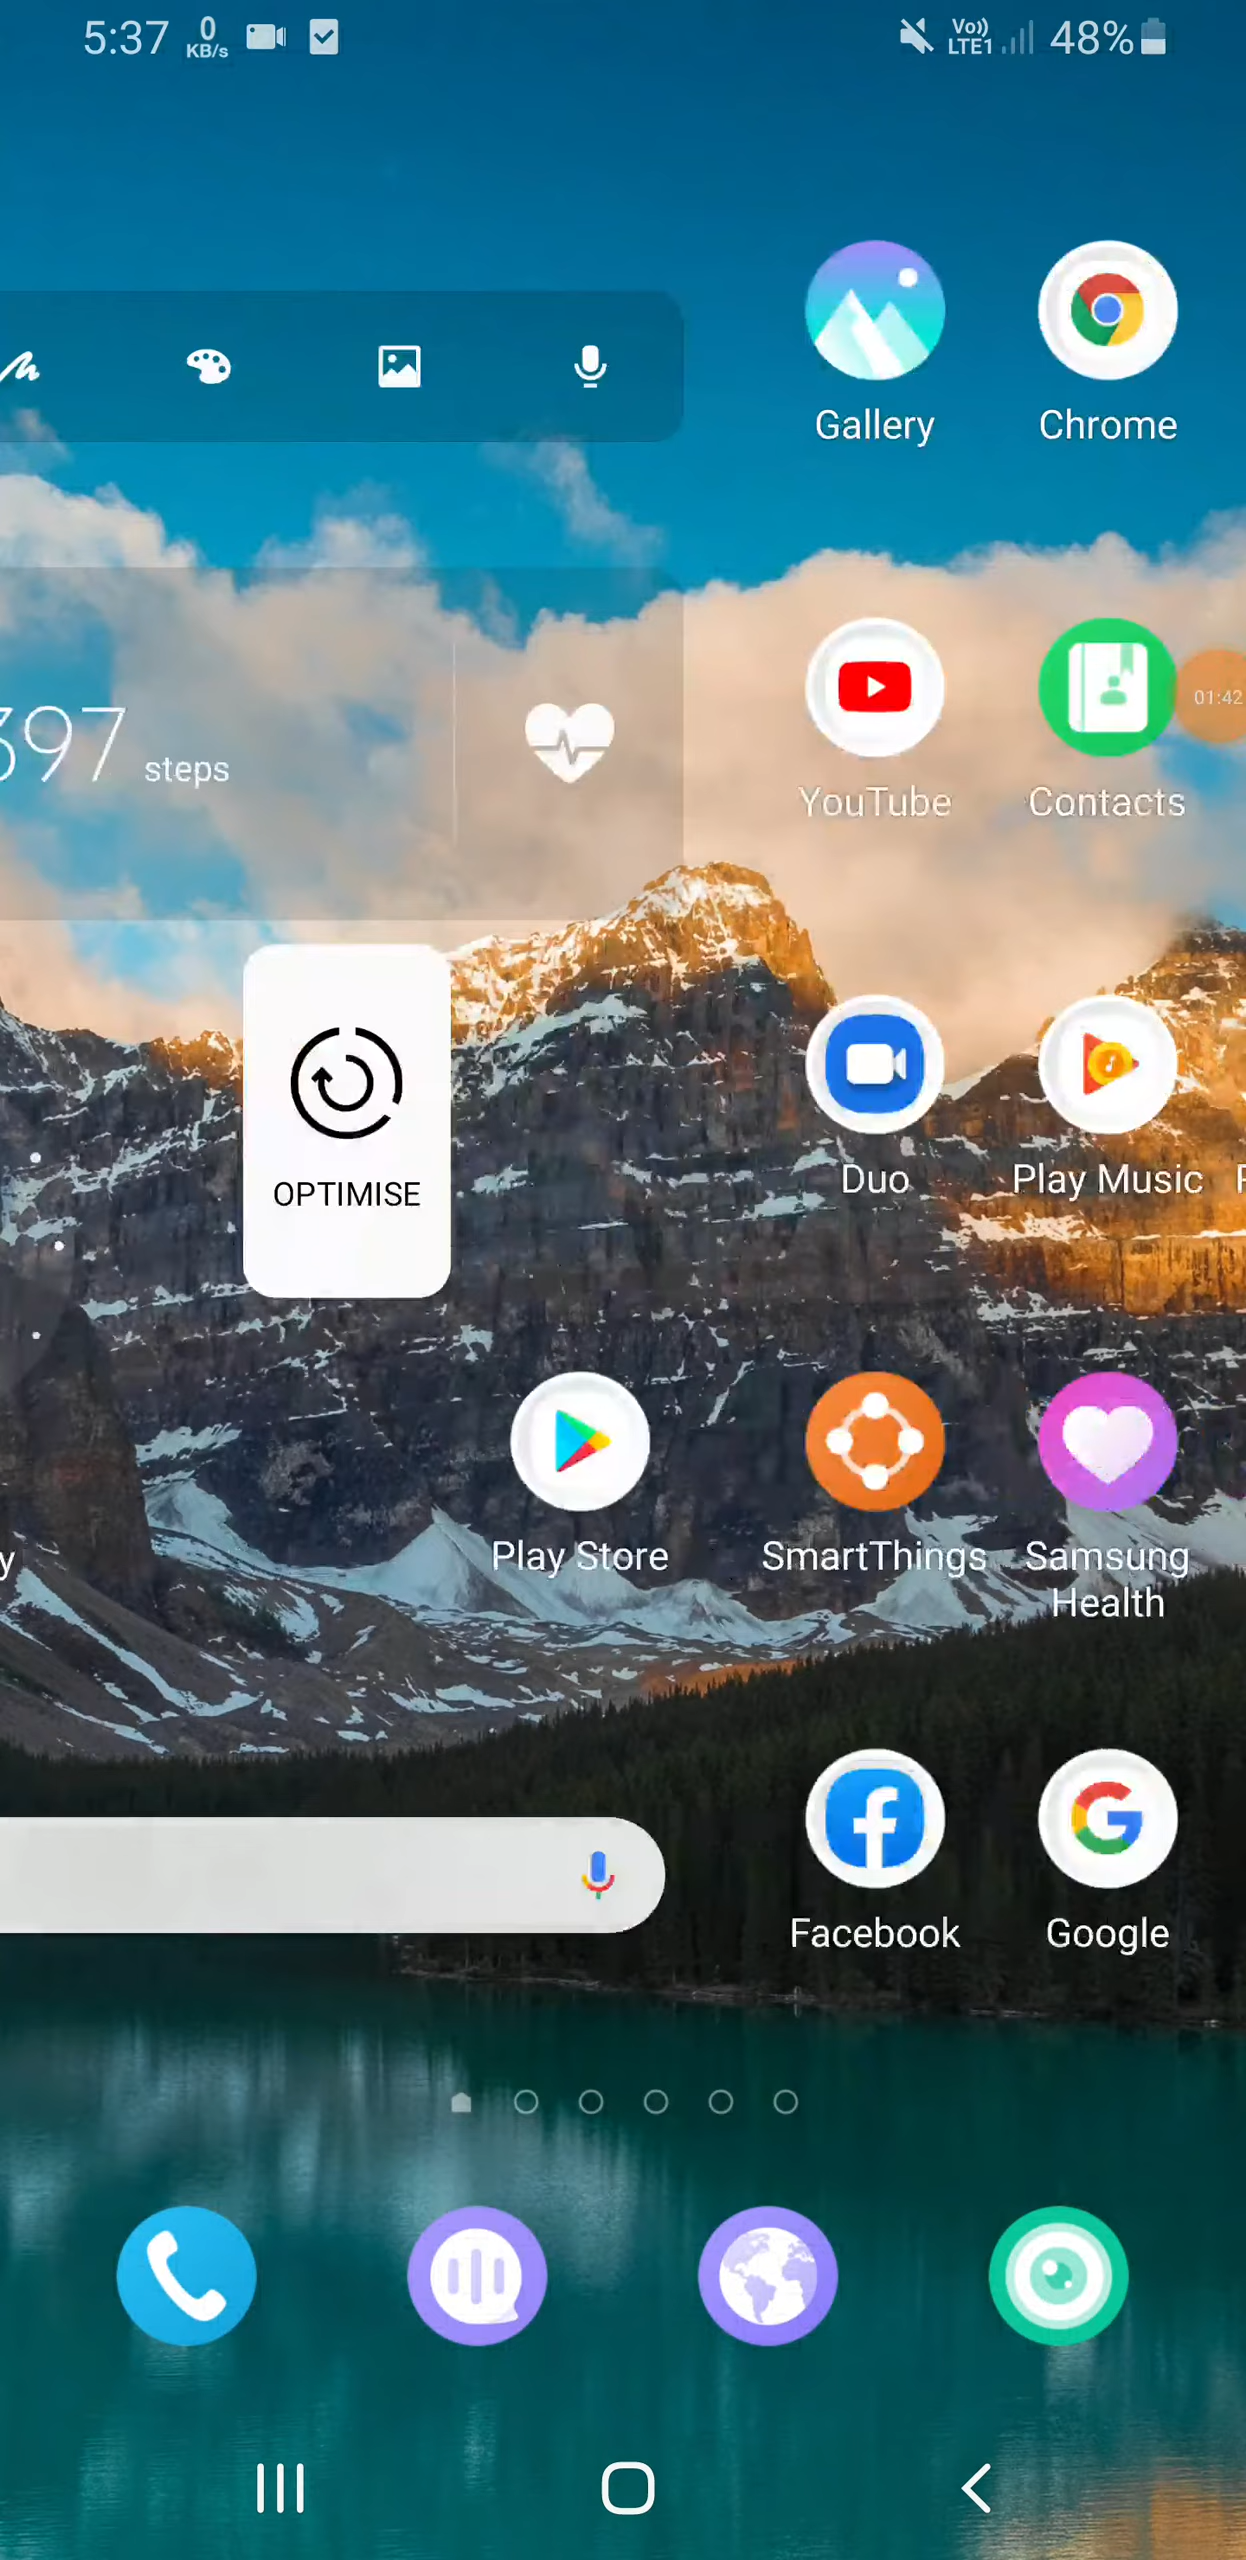 5:37 0 KB/s Vo)) LTE1 48%
Gallery Chrome
397 steps
01:42
YouTube Contacts
OPTIMISE
Duo Play Music
y Play Store SmartThings Samsung Health
Facebook Google